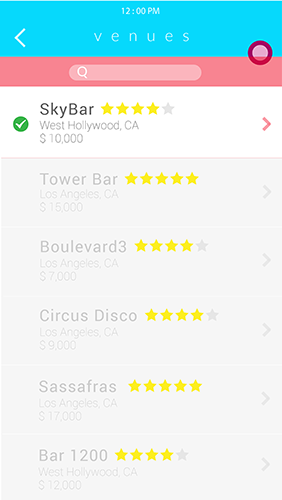 12:00 PM
venues
SkyBar
West Hollywood, CA
$ 10,000
Tower Bar
Los Angeles, CA
$ 15,000
Boulevard3
Los Angeles, CA
$ 7,000
Circus Disco
Los Angeles, CA
$ 9,000
Sassafras
Los Angeles, CA
$ 17,000
Bar 1200
West Hollywood, CA
$ 12,000